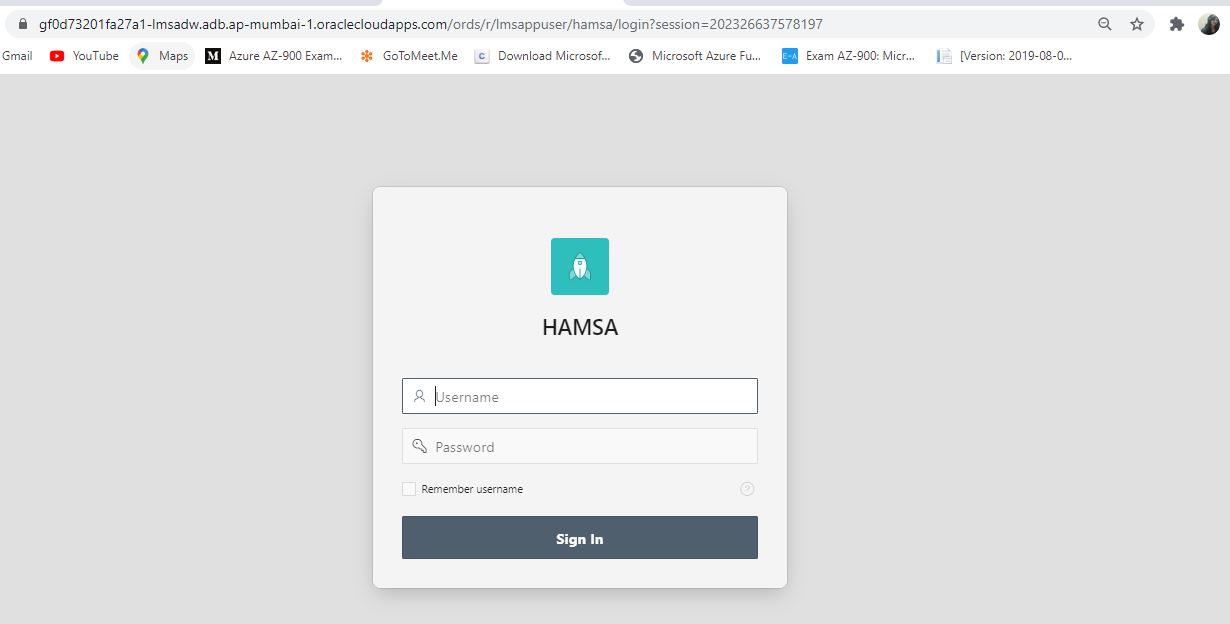 gf0d73201fa27a1-lmsadw.adb.ap-mumbai-1.oraclecloudapps.com/ords/r/lmsappuser/hamsa/login?session=202326637578197
Gmail YouTube Maps M Azure AZ-900 Exam... GoToMeet.Me C Download Microsof... Microsoft Azure Fu... E-A Exam AZ-900: Micr... [Version: 2019-08-0...
HAMSA
Username
Password
Remember username ?
Sign In